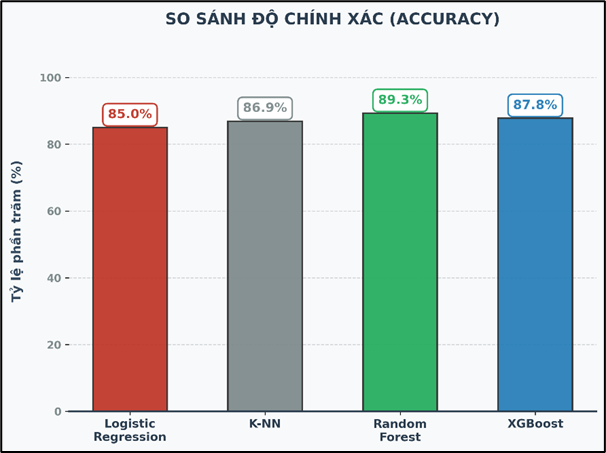 SO SÁNH ĐỘ CHÍNH XÁC (ACCURACY)
Tỷ lệ phần trăm (%)
100
80
60
40
20
0
85.0%
86.9%
89.3%
87.8%
Logistic
Regression
K-NN
Random
Forest
XGBoost